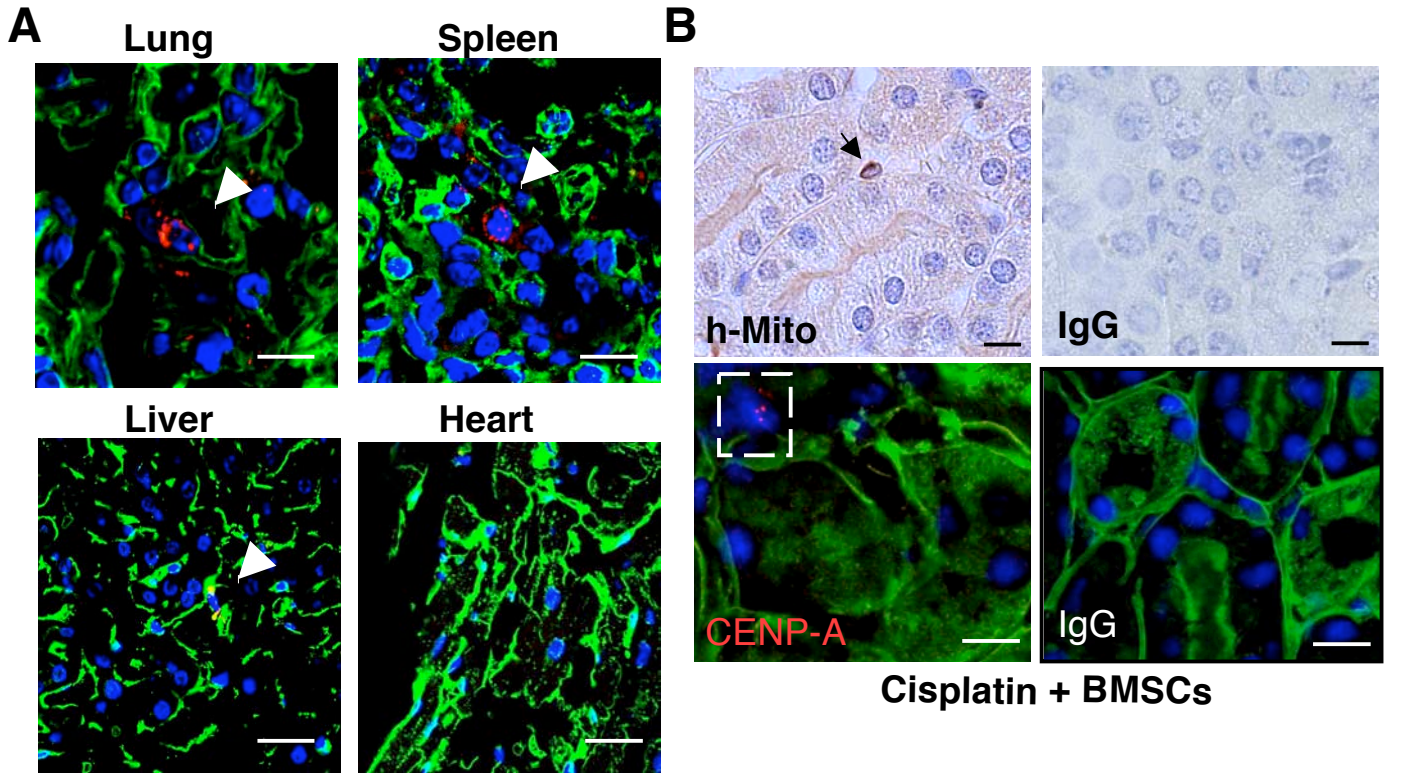 A
Lung
Spleen
Liver
Heart
B
h-Mito
IgG
CENP-A
IgG
Cisplatin + BMSCs